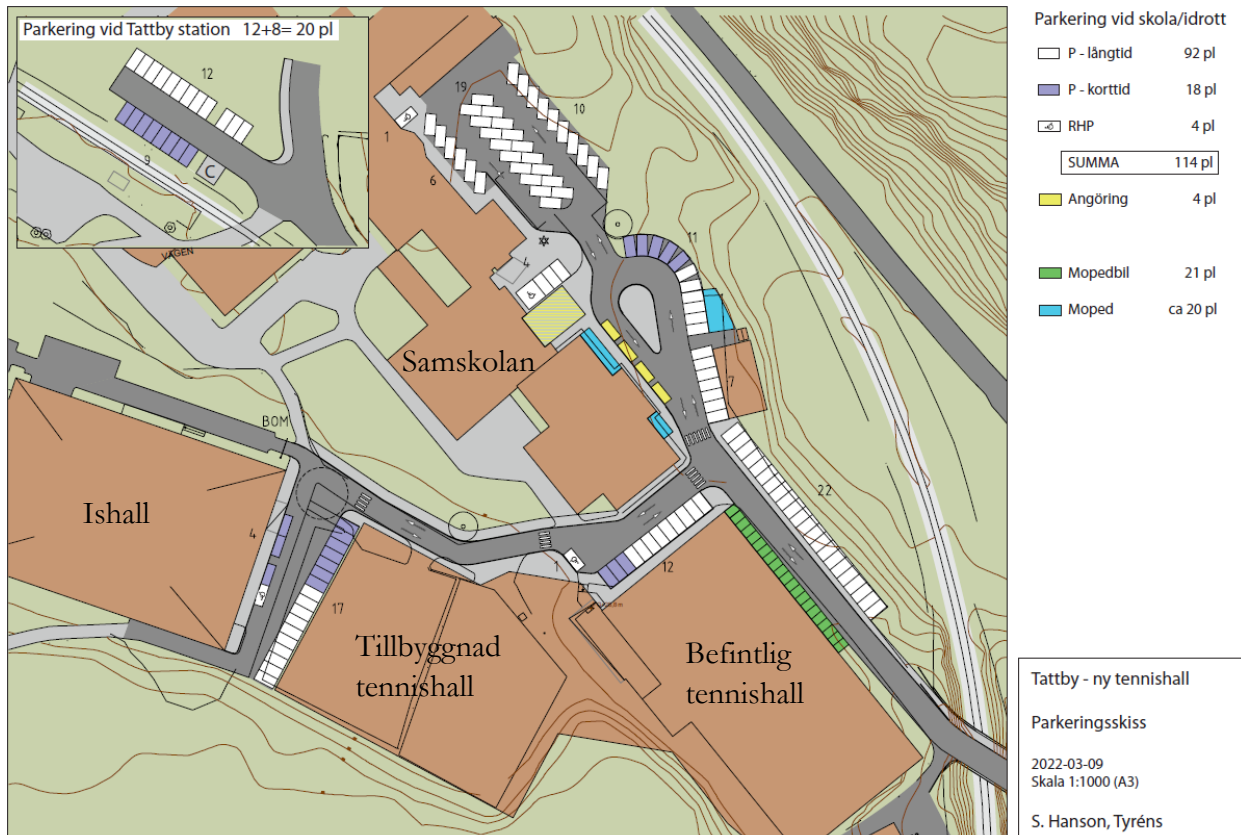 Parkering vid Tattby station 12+8= 20 pl
12
9
C
VÄGEN
Parkering vid skola/idrott
P - långtid 92 pl
P - korttid 18 pl
RHP 4 pl
SUMMA 114 pl
Angöring 4 pl
Mopedbil 21 pl
Moped ca 20 pl
19
10
1
6
11
4
Samskolan
7
BOM
22
Ishall
4
1
12
17
Tillbyggnad
tennishall
Befintlig
tennishall
Tattby - ny tennishall
Parkeringsskiss
2022-03-09
Skala 1:1000 (A3)
S. Hanson, Tyréns